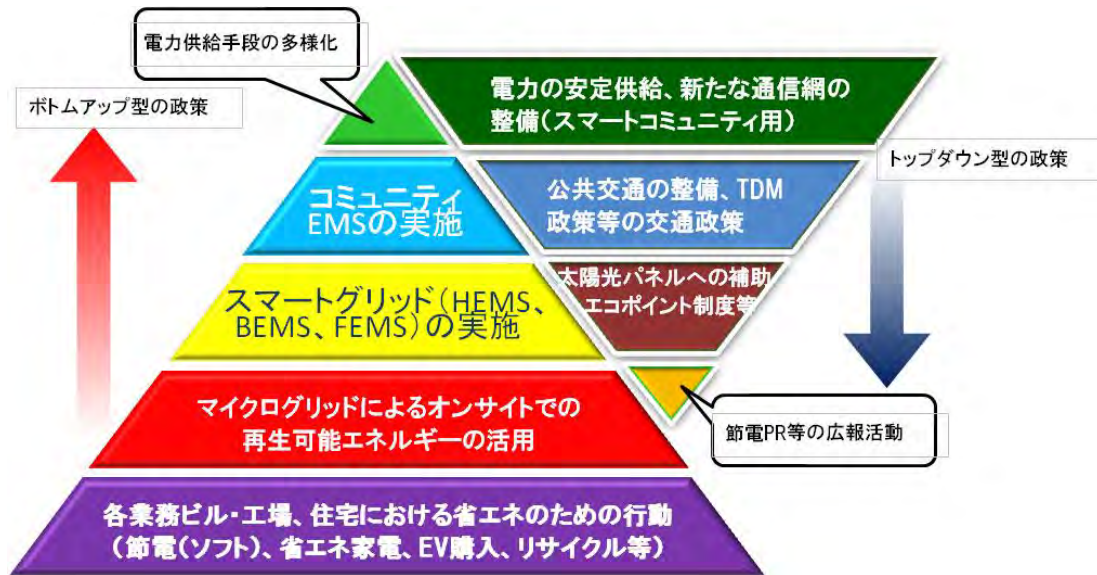 電力供給手段の多様化
ボトムアップ型の政策
電力の安定供給、新たな通信網の
整備(スマートコミュニティ用)
トップダウン型の政策
コミュニティ
EMSの実施
公共交通の整備、TDM
政策等の交通政策
スマートグリッド(HEMS、
BEMS、FEMS)の実施
太陽光パネルへの補助
エコポイント制度等
マイクログリッドによるオンサイトでの
再生可能エネルギーの活用
節電PR等の広報活動
各業務ビル・工場、住宅における省エネのための行動
(節電(ソフト)、省エネ家電、EV購入、リサイクル等)